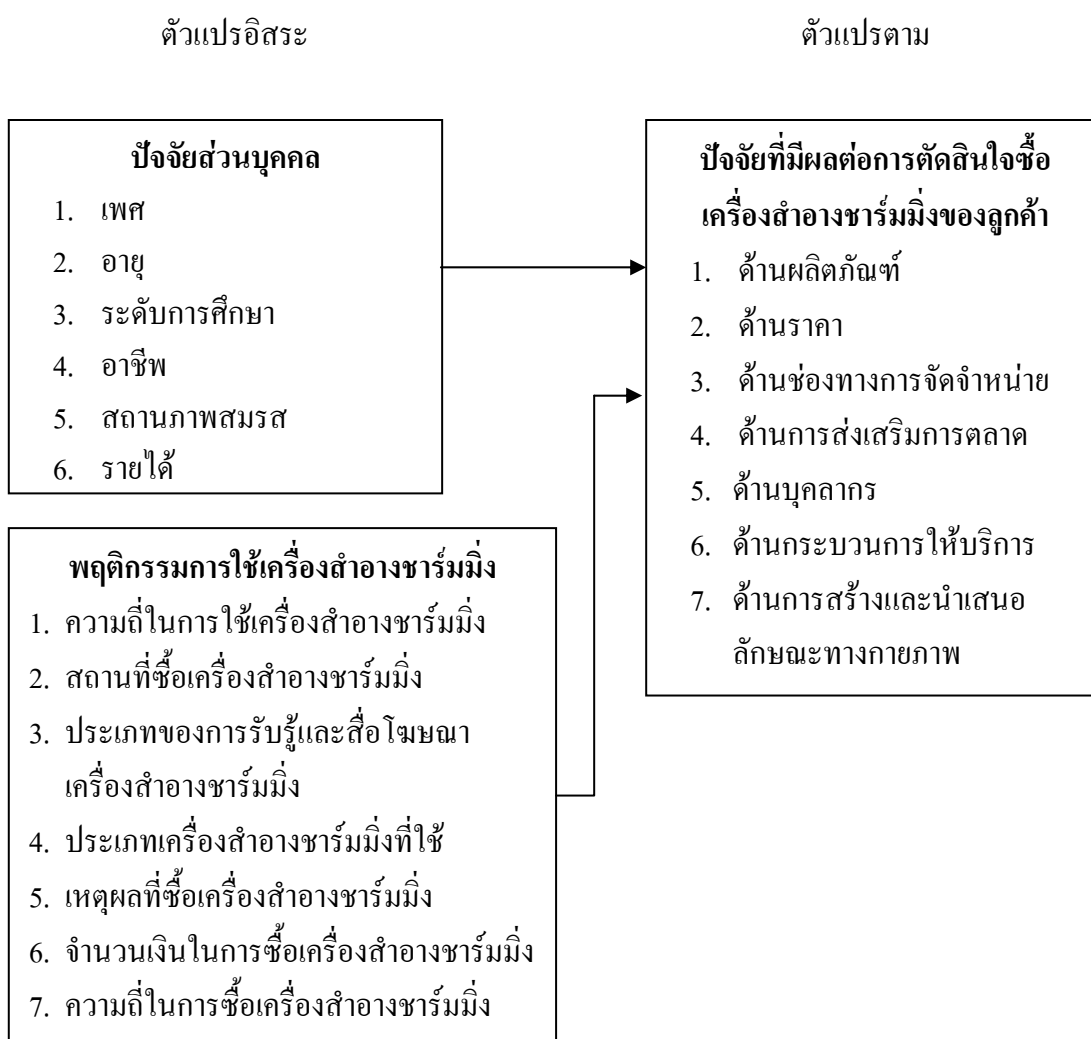 ตัวแปรอิสระ
ตัวแปรตาม
ปัจจัยส่วนบุคคล
1. เพศ
2. อายุ
3. ระดับการศึกษา
4. อาชีพ
5. สถานภาพสมรส
6. รายได้
พฤติกรรมการใช้เครื่องสำอางชาร์มมิ่ง
1. ความถี่ในการใช้เครื่องสำอางชาร์มมิ่ง
2. สถานที่ซื้อเครื่องสำอางชาร์มมิ่ง
3. ประเภทของการรับรู้และสื่อโฆษณา
เครื่องสำอางชาร์มมิ่ง
4. ประเภทเครื่องสำอางชาร์มมิ่งที่ใช้
5. เหตุผลที่ซื้อเครื่องสำอางชาร์มมิ่ง
6. จำนวนเงินในการซื้อเครื่องสำอางชาร์มมิ่ง
7. ความถี่ในการซื้อเครื่องสำอางชาร์มมิ่ง
ปัจจัยที่มีผลต่อการตัดสินใจซื้อ
เครื่องสำอางชาร์มมิ่งของลูกค้า
1. ด้านผลิตภัณฑ์
2. ด้านราคา
3. ด้านช่องทางการจัดจำหน่าย
4. ด้านการส่งเสริมการตลาด
5. ด้านบุคลากร
6. ด้านกระบวนการให้บริการ
7. ด้านการสร้างและนำเสนอ
ลักษณะทางกายภาพ